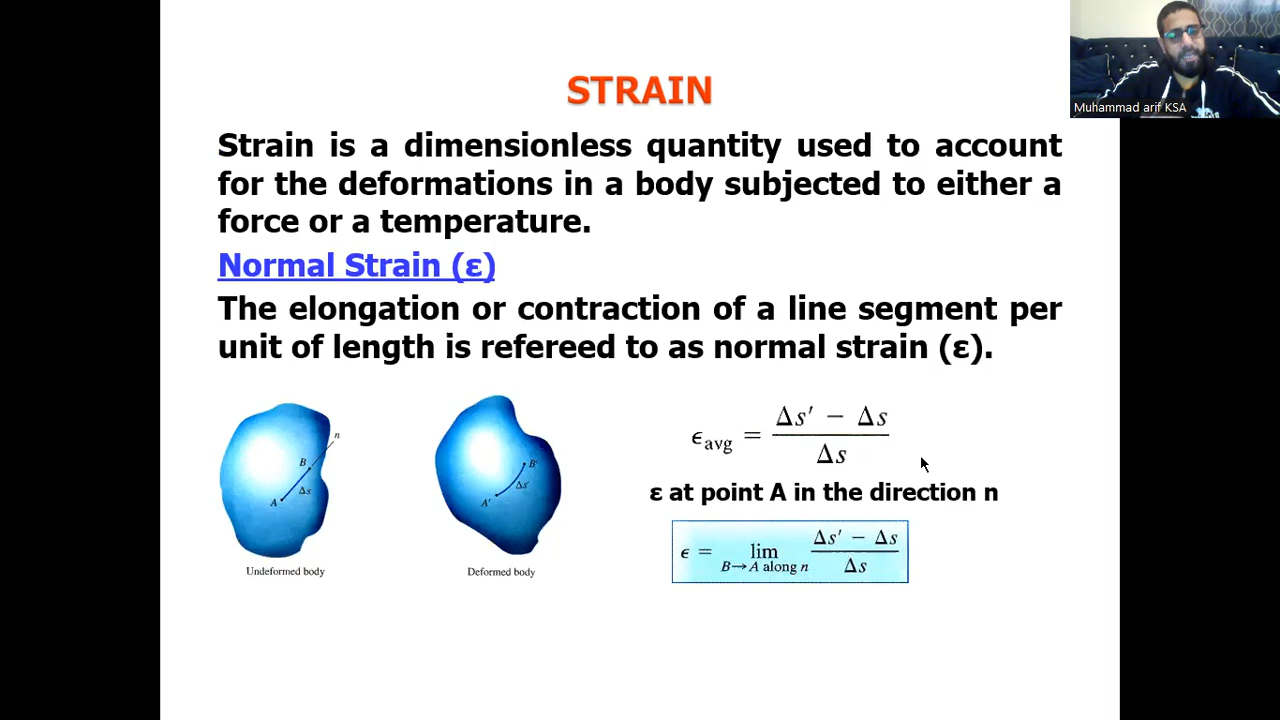 STRAIN
Muhammad arif KSA
Strain is a dimensionless quantity used to account
for the deformations in a body subjected to either a
force or a temperature.
Normal Strain (ε)
The elongation or contraction of a line segment per
unit of length is refereed to as normal strain (ε).
n
B
Δs
A
Undeformed body
B'
Δs'
A'
Deformed body
ϵavg = Δs′ − Δs / Δs
ε at point A in the direction n
ϵ = lim B→A along n Δs′ − Δs / Δs